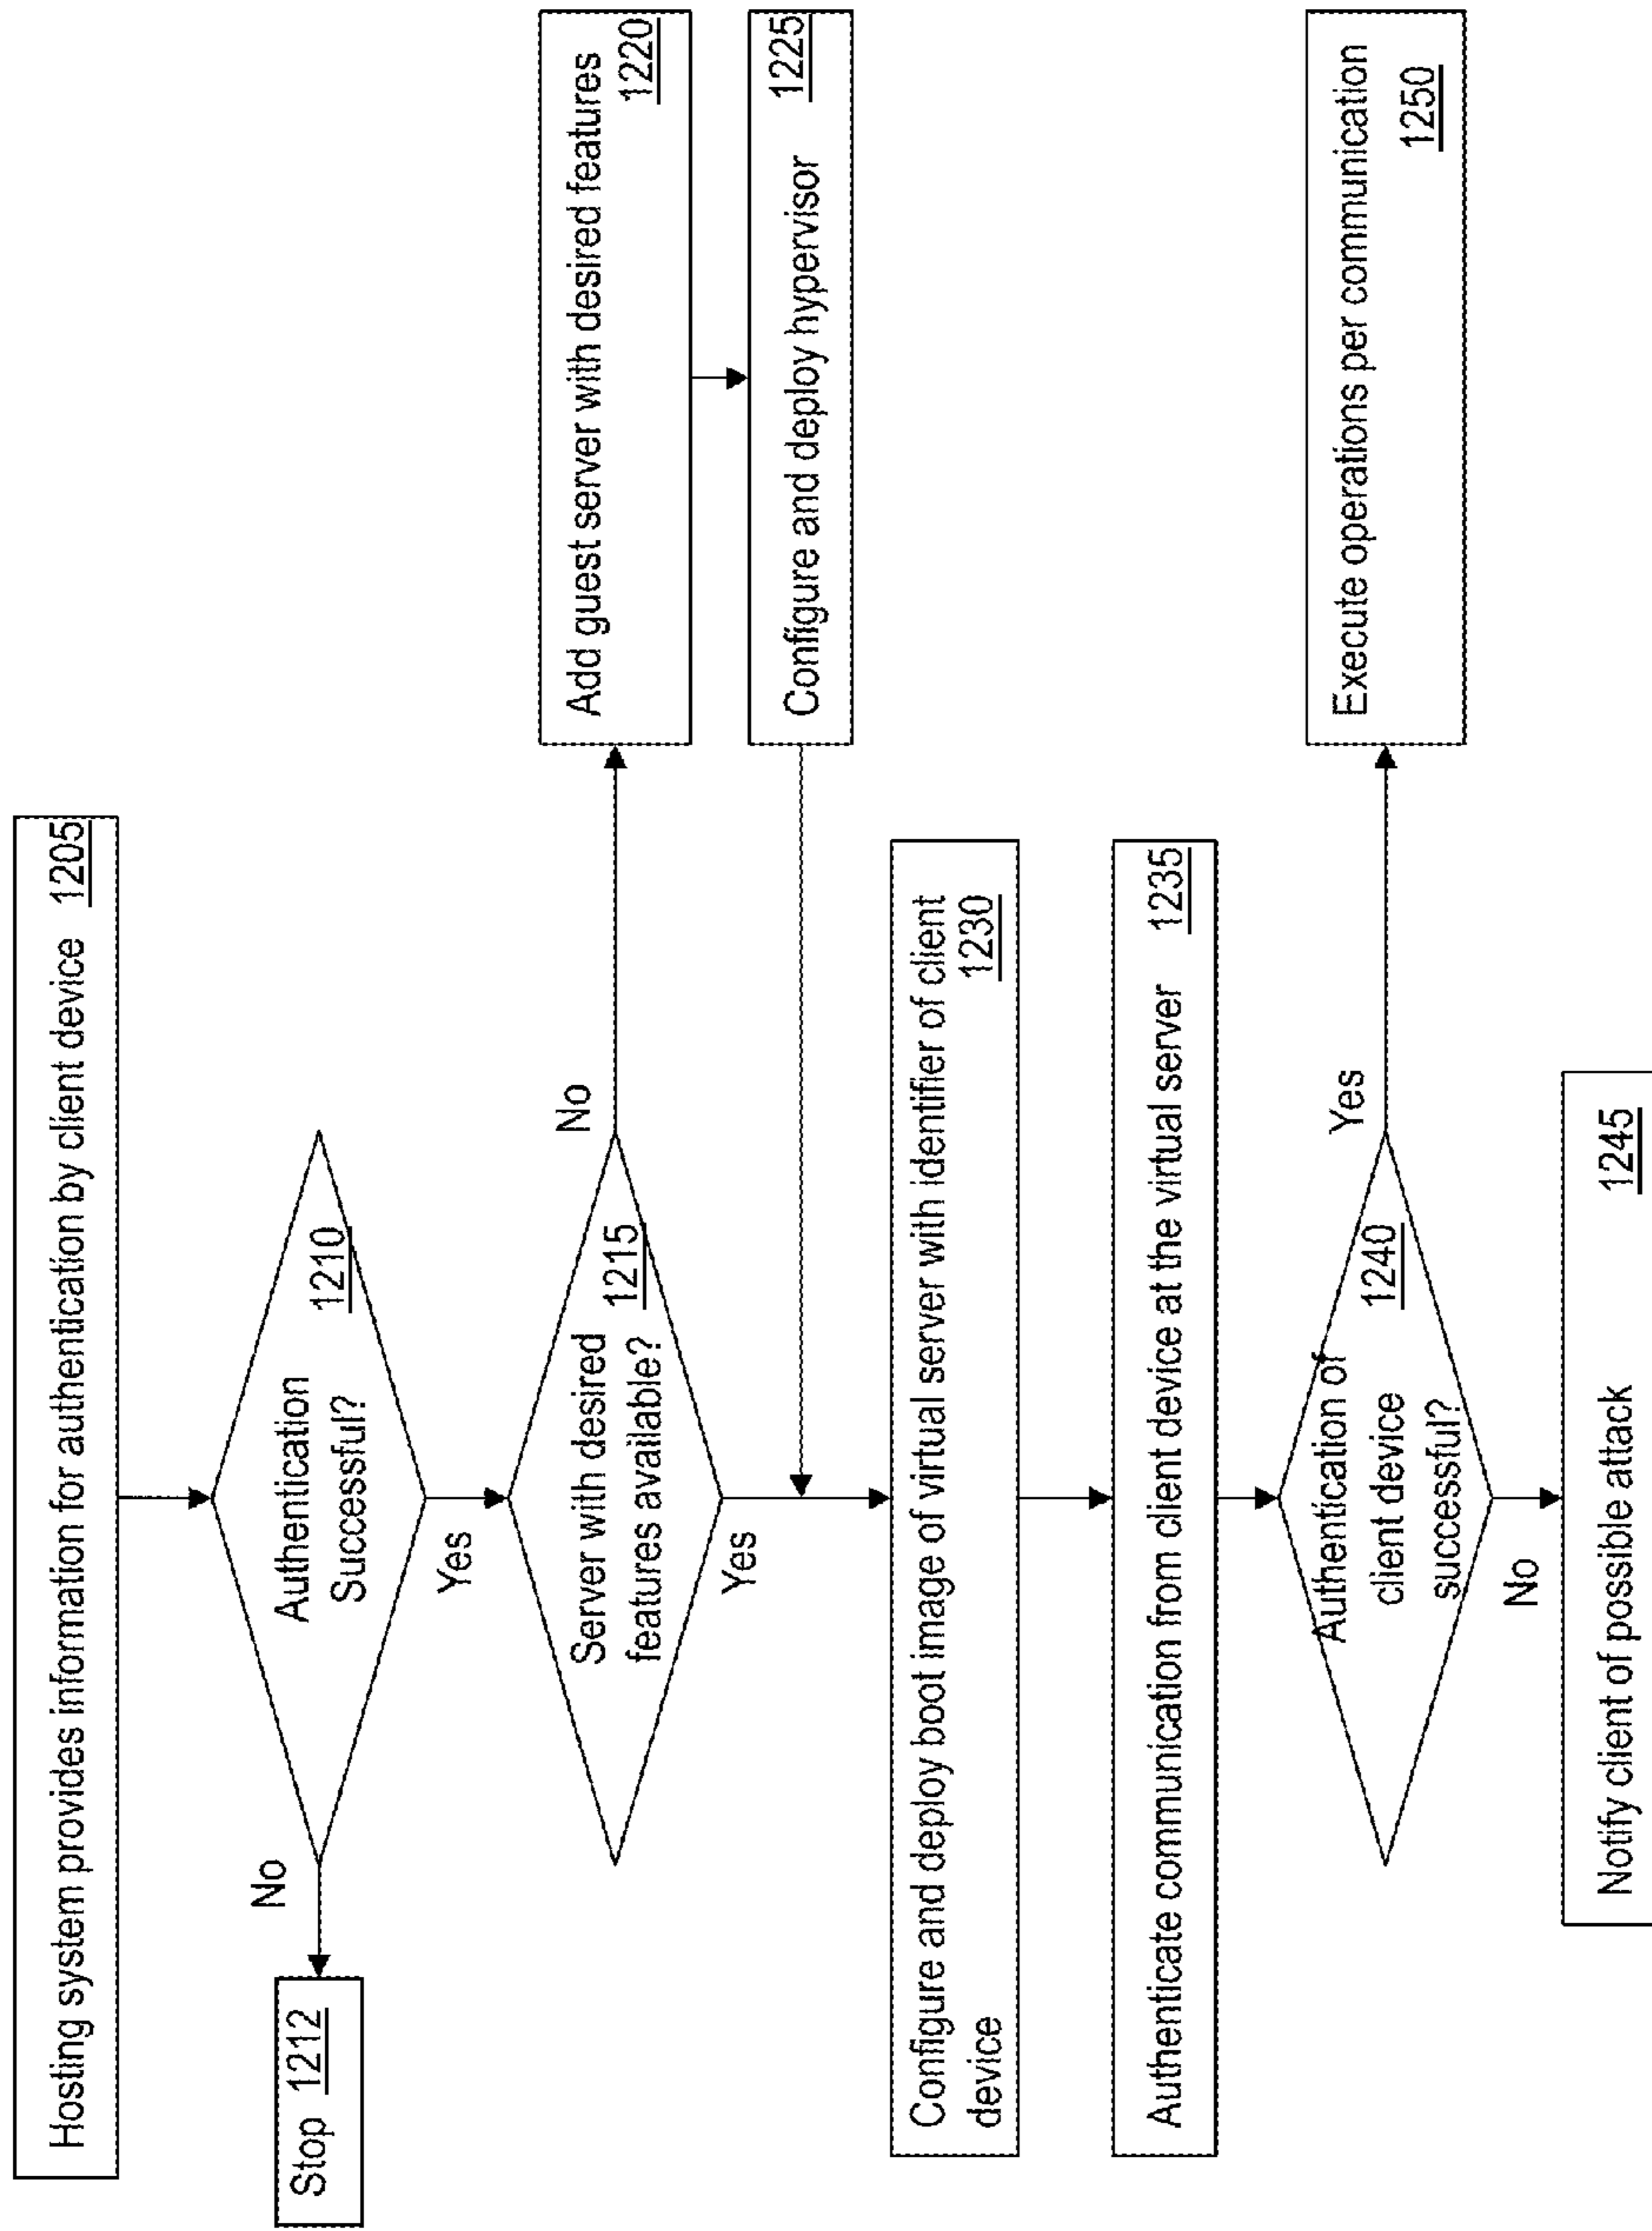 Hosting system provides information for authentication by client device 1205
Authentication
Successful?
1210
No
Stop 1212
Yes
Server with desired
features available?
1215
No
Add guest server with desired features
1220
Configure and deploy hypervisor 1225
Yes
Configure and deploy boot image of virtual server with identifier of client
device
1230
Authenticate communication from client device at the virtual server 1235
Authentication of
client device
successful?
1240
Yes
Execute operations per communication
1250
No
Notify client of possible attack 1245